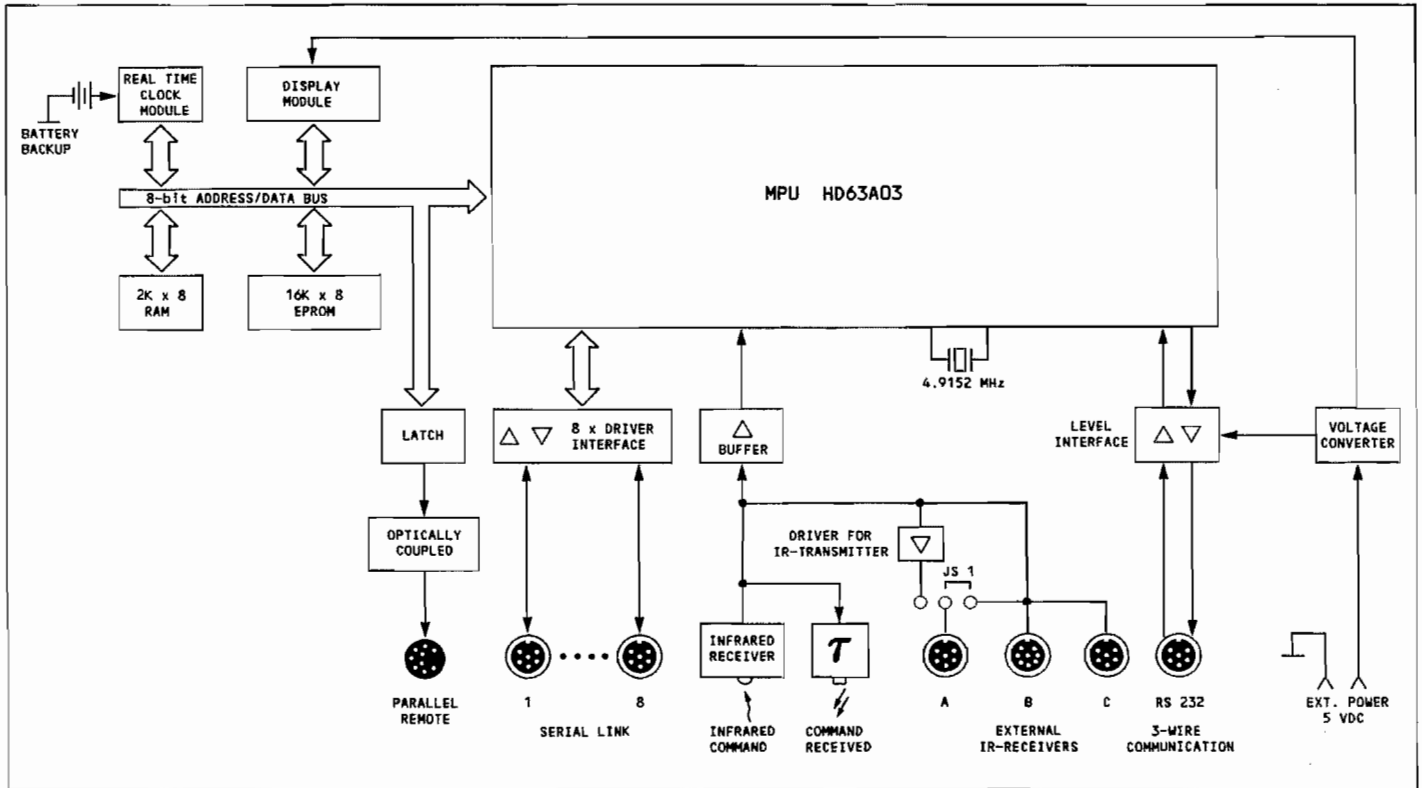 REAL TIME
CLOCK
MODULE
DISPLAY
MODULE
BATTERY
BACKUP
8-bit ADDRESS/DATA BUS
MPU HD63A03
2K x 8
RAM
16K x 8
EPROM
4.9152 MHz
LATCH
8 x DRIVER
INTERFACE
BUFFER
LEVEL
INTERFACE
VOLTAGE
CONVERTER
OPTICALLY
COUPLED
DRIVER FOR
IR-TRANSMITTER
JS 1
INFRARED
RECEIVER
τ
PARALLEL
REMOTE
1
8
SERIAL LINK
INFRARED
COMMAND
COMMAND
RECEIVED
A
B
C
EXTERNAL
IR-RECEIVERS
RS 232
3-WIRE
COMMUNICATION
EXT. POWER
5 VDC